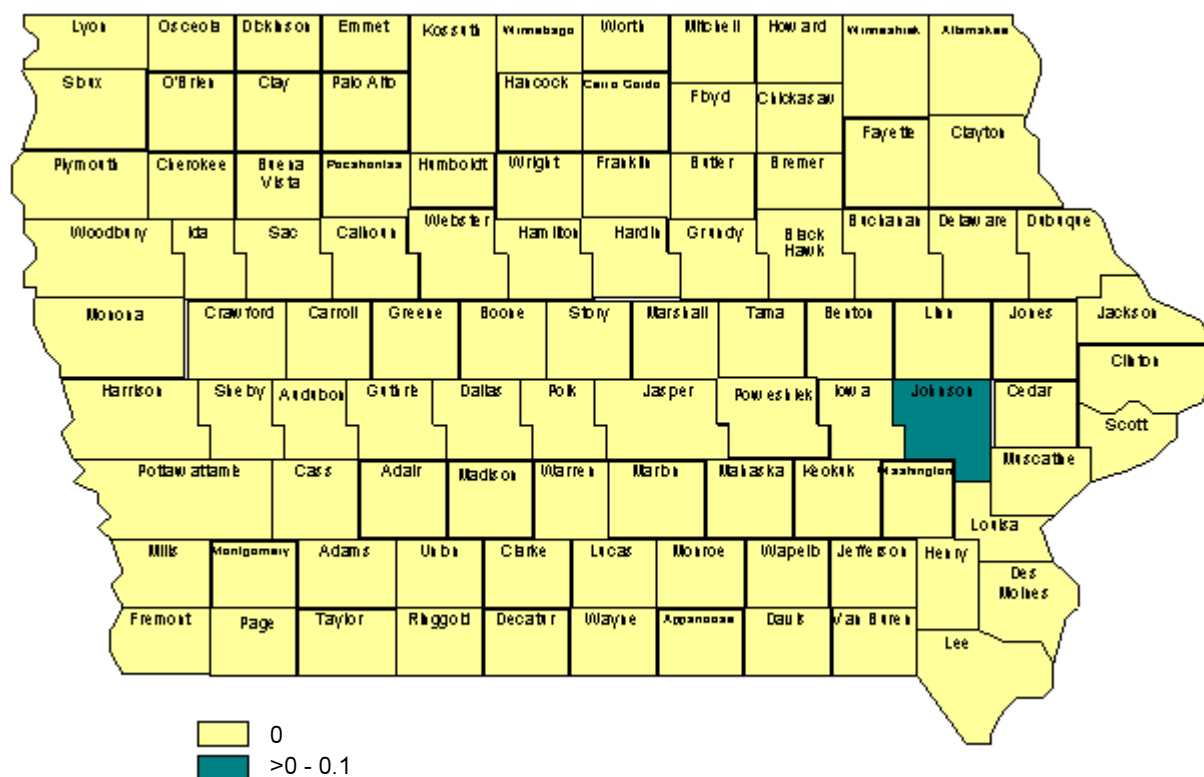 Lyon Osceola Dickinson Emmet Kossuth Winnebago Worth Mitchell Howard Winneshiek Allamakee
Sioux O'Brien Clay Palo Alto Hancock Cerro Gordo Floyd Chickasaw
Fayette Clayton
Plymouth Cherokee Buena Vista Pocahontas Humboldt Wright Franklin Butler Bremer
Woodbury Ida Sac Calhoun Webster Hamilton Hardin Grundy Black Hawk Buchanan Delaware Dubuque
Monona Crawford Carroll Greene Boone Story Marshall Tama Benton Linn Jones Jackson
Clinton
Harrison Shelby Audubon Guthrie Dallas Polk Jasper Poweshiek Iowa Johnson Cedar
Scott
Pottawattamie Cass Adair Madison Warren Marion Mahaska Keokuk Washington Muscatine
Louisa
Mills Montgomery Adams Union Clarke Lucas Monroe Wapello Jefferson Henry
Des Moines
Fremont Page Taylor Ringgold Decatur Wayne Appanoose Davis Van Buren
Lee
0
>0 - 0.1